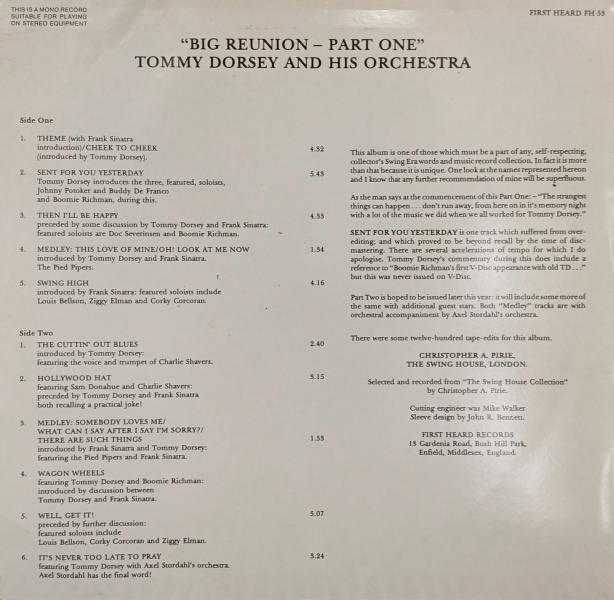 THIS IS A MONO RECORD
SUITABLE FOR PLAYING
ON STEREO EQUIPMENT
FIRST HEARD FH 55
"BIG REUNION – PART ONE"
TOMMY DORSEY AND HIS ORCHESTRA
Side One
1. THEME (with Frank Sinatra
introduction)/CHEEK TO CHEEK 4.32
(introduced by Tommy Dorsey).
2. SENT FOR YOU YESTERDAY 5.43
Tommy Dorsey introduces the three, featured, soloists,
Johnny Potoker and Buddy De Franco
and Boomie Richman, during this.
3. THEN I'LL BE HAPPY 4.33
preceded by some discussion by Tommy Dorsey and Frank Sinatra:
featured soloists are Doc Severinsen and Boomie Richman.
4. MEDLEY: THIS LOVE OF MINE/OH! LOOK AT ME NOW 1.54
introduced by Tommy Dorsey and Frank Sinatra.
The Pied Pipers.
5. SWING HIGH 4.16
introduced by Frank Sinatra: featured soloists include
Louis Bellson, Ziggy Elman and Corky Corcoran.
Side Two
1. THE CUTTIN' OUT BLUES 2.40
introduced by Tommy Dorsey:
featuring the voice and trumpet of Charlie Shavers.
2. HOLLYWOOD HAT 3.15
featuring Sam Donahue and Charlie Shavers:
preceded by Tommy Dorsey and Frank Sinatra
both recalling a practical joke!
3. MEDLEY: SOMEBODY LOVES ME/
WHAT CAN I SAY AFTER I SAY I'M SORRY?/
THERE ARE SUCH THINGS 1.53
introduced by Frank Sinatra and Tommy Dorsey:
featuring the Pied Pipers and Frank Sinatra.
4. WAGON WHEELS
featuring Tommy Dorsey and Boomie Richman:
introduced by discussion between
Tommy Dorsey and Frank Sinatra.
5. WELL, GET IT! 5.07
preceded by further discussion:
featured soloists include
Louis Bellson, Corky Corcoran and Ziggy Elman.
6. IT'S NEVER TOO LATE TO PRAY 3.24
featuring Tommy Dorsey with Axel Stordahl's orchestra.
Axel Stordahl has the final word!
This album is one of those which must be a part of any, self-respecting,
collector's Swing Era words and music record collection. In fact it is more
than that because it is unique. One look at the names represented hereon
and I know that any further recommendation of mine will be superfluous.
As the man says at the commencement of this Part One: – "The strangest
things can happen . . . don't run away, from here on in it's memory night
with a lot of the music we did when we all worked for Tommy Dorsey."
SENT FOR YOU YESTERDAY is one track which suffered from over-
editing; and which proved to be beyond recall by the time of disc-
mastering. There are several accelerations of tempo for which I do
apologise. Tommy Dorsey's commentary during this does include a
reference to "Boomie Richman's first V-Disc appearance with old TD . . ."
but this was never issued on V-Disc.
Part Two is hoped to be issued later this year: it will include some more of
the same with additional guest stars. Both "Medley" tracks are with
orchestral accompaniment by Axel Stordahl's orchestra.
There were some twelve-hundred tape-edits for this album.
CHRISTOPHER A. PIRIE,
THE SWING HOUSE, LONDON.
Selected and recorded from "The Swing House Collection"
by Christopher A. Pirie.
Cutting engineer was Mike Walker
Sleeve design by John R. Bennett.
FIRST HEARD RECORDS
13 Gardenia Road, Bush Hill Park,
Enfield, Middlesex, England.